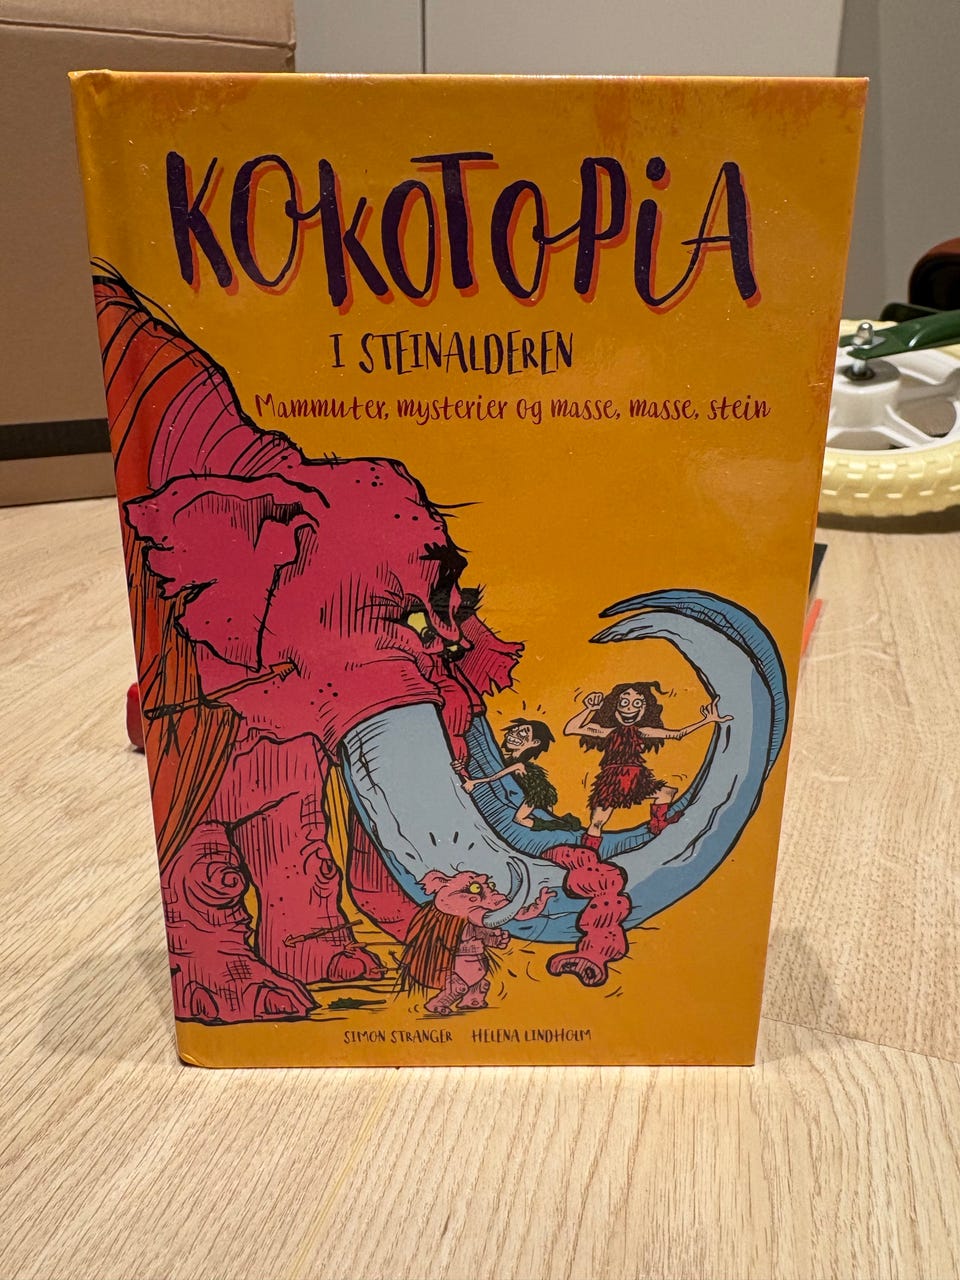 KOKOTOPiA
I STEINALDEREN
Mammuter, mysterier og masse, masse, stein
SIMON STRANGER HELENA LINDHOLM